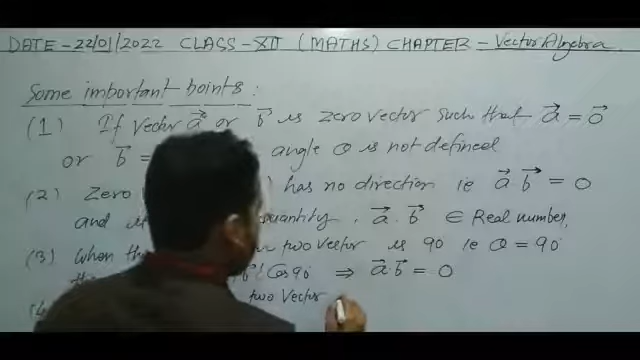 DATE - 22/01/2022 CLASS - XII (MATHS) CHAPTER - Vector Algebra
Some important points :
(1) If vector a⃗ or b⃗ is zero vector such that a⃗ = 0⃗
or b⃗ = angle θ is not defined
(2) Zero has no direction ie a⃗ b⃗ = 0
and quantity . a⃗ . b⃗ ∈ Real number,
(3) When two vector is 90 ie θ = 90
Cos 90 ⇒ a⃗ b⃗ = 0
two vector